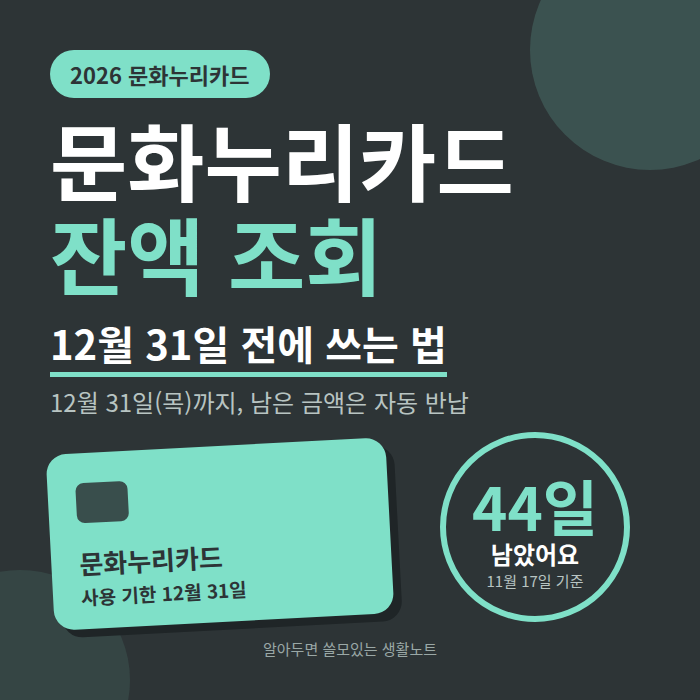 2026 문화누리카드
문화누리카드
잔액 조회
12월 31일 전에 쓰는 법
12월 31일(목)까지, 남은 금액은 자동 반납
문화누리카드
사용 기한 12월 31일
44일
남았어요
11월 17일 기준
알아두면 쓸모있는 생활노트